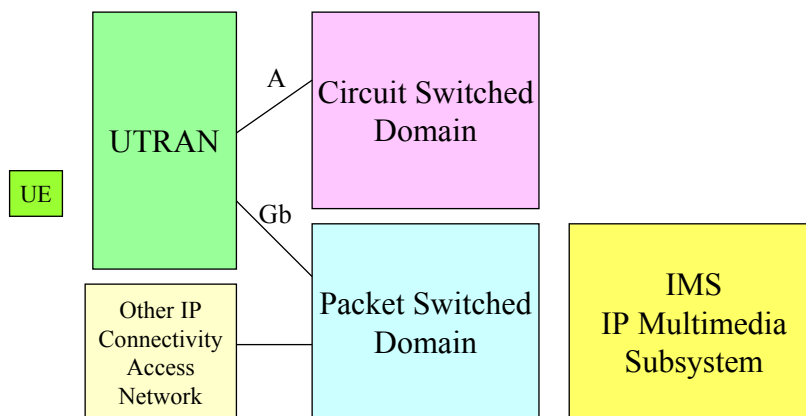 UE
UTRAN
A
Gb
Circuit Switched
Domain
Other IP
Connectivity
Access
Network
Packet Switched
Domain
IMS
IP Multimedia
Subsystem